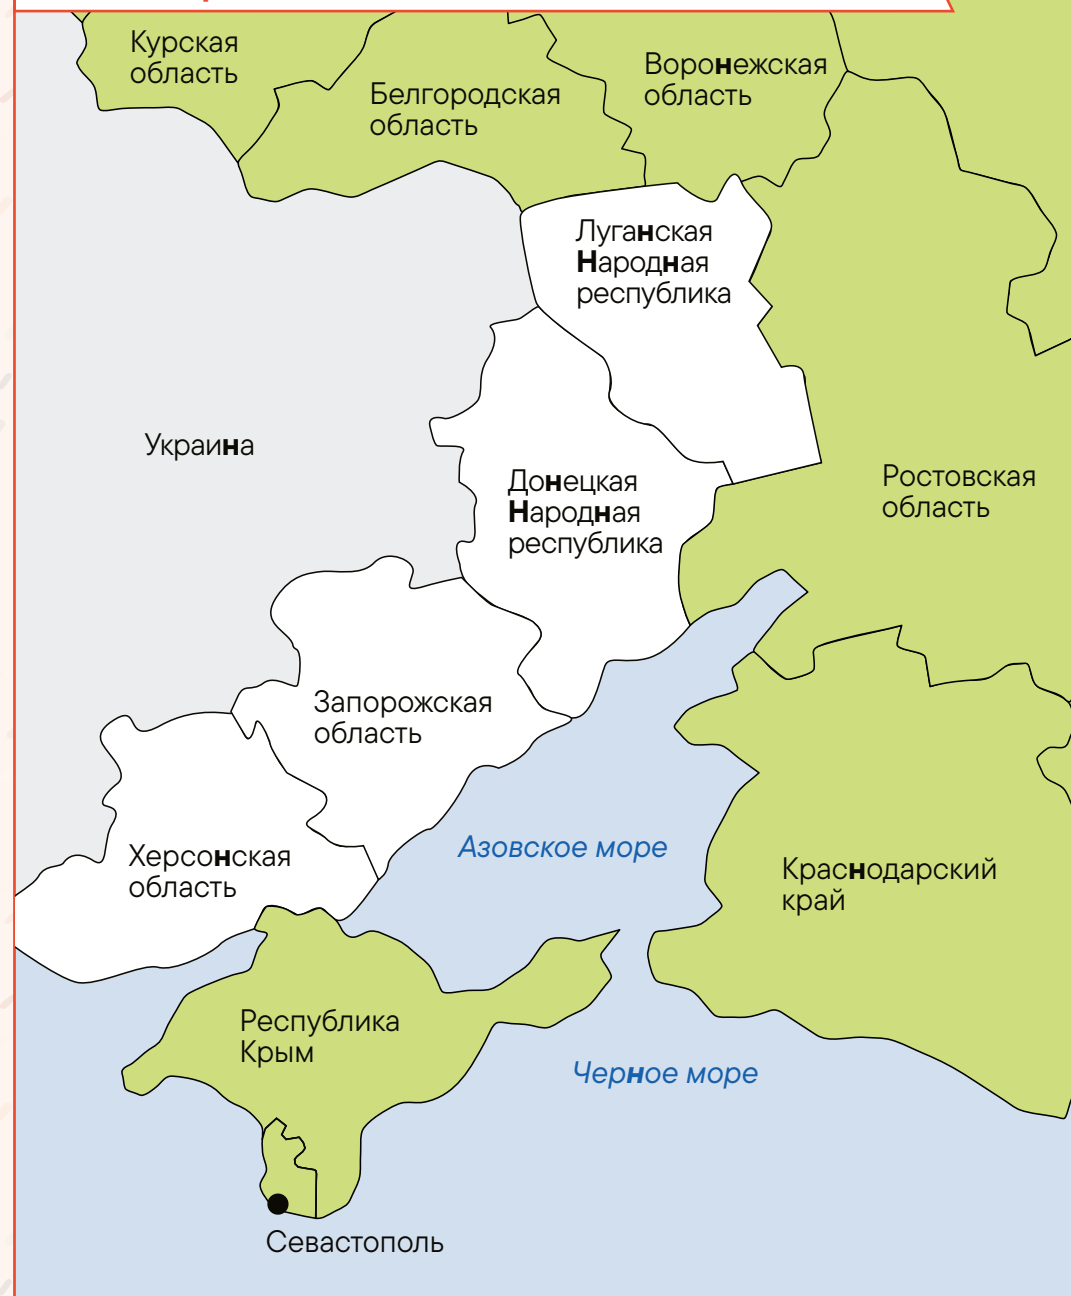 Курская
область
Белгородская
область
Воронежская
область
Луганская
Народная
республика
Украина
Донецкая
Народная
республика
Ростовская
область
Запорожская
область
Азовское море
Херсонская
область
Краснодарский
край
Республика
Крым
Черное море
Севастополь